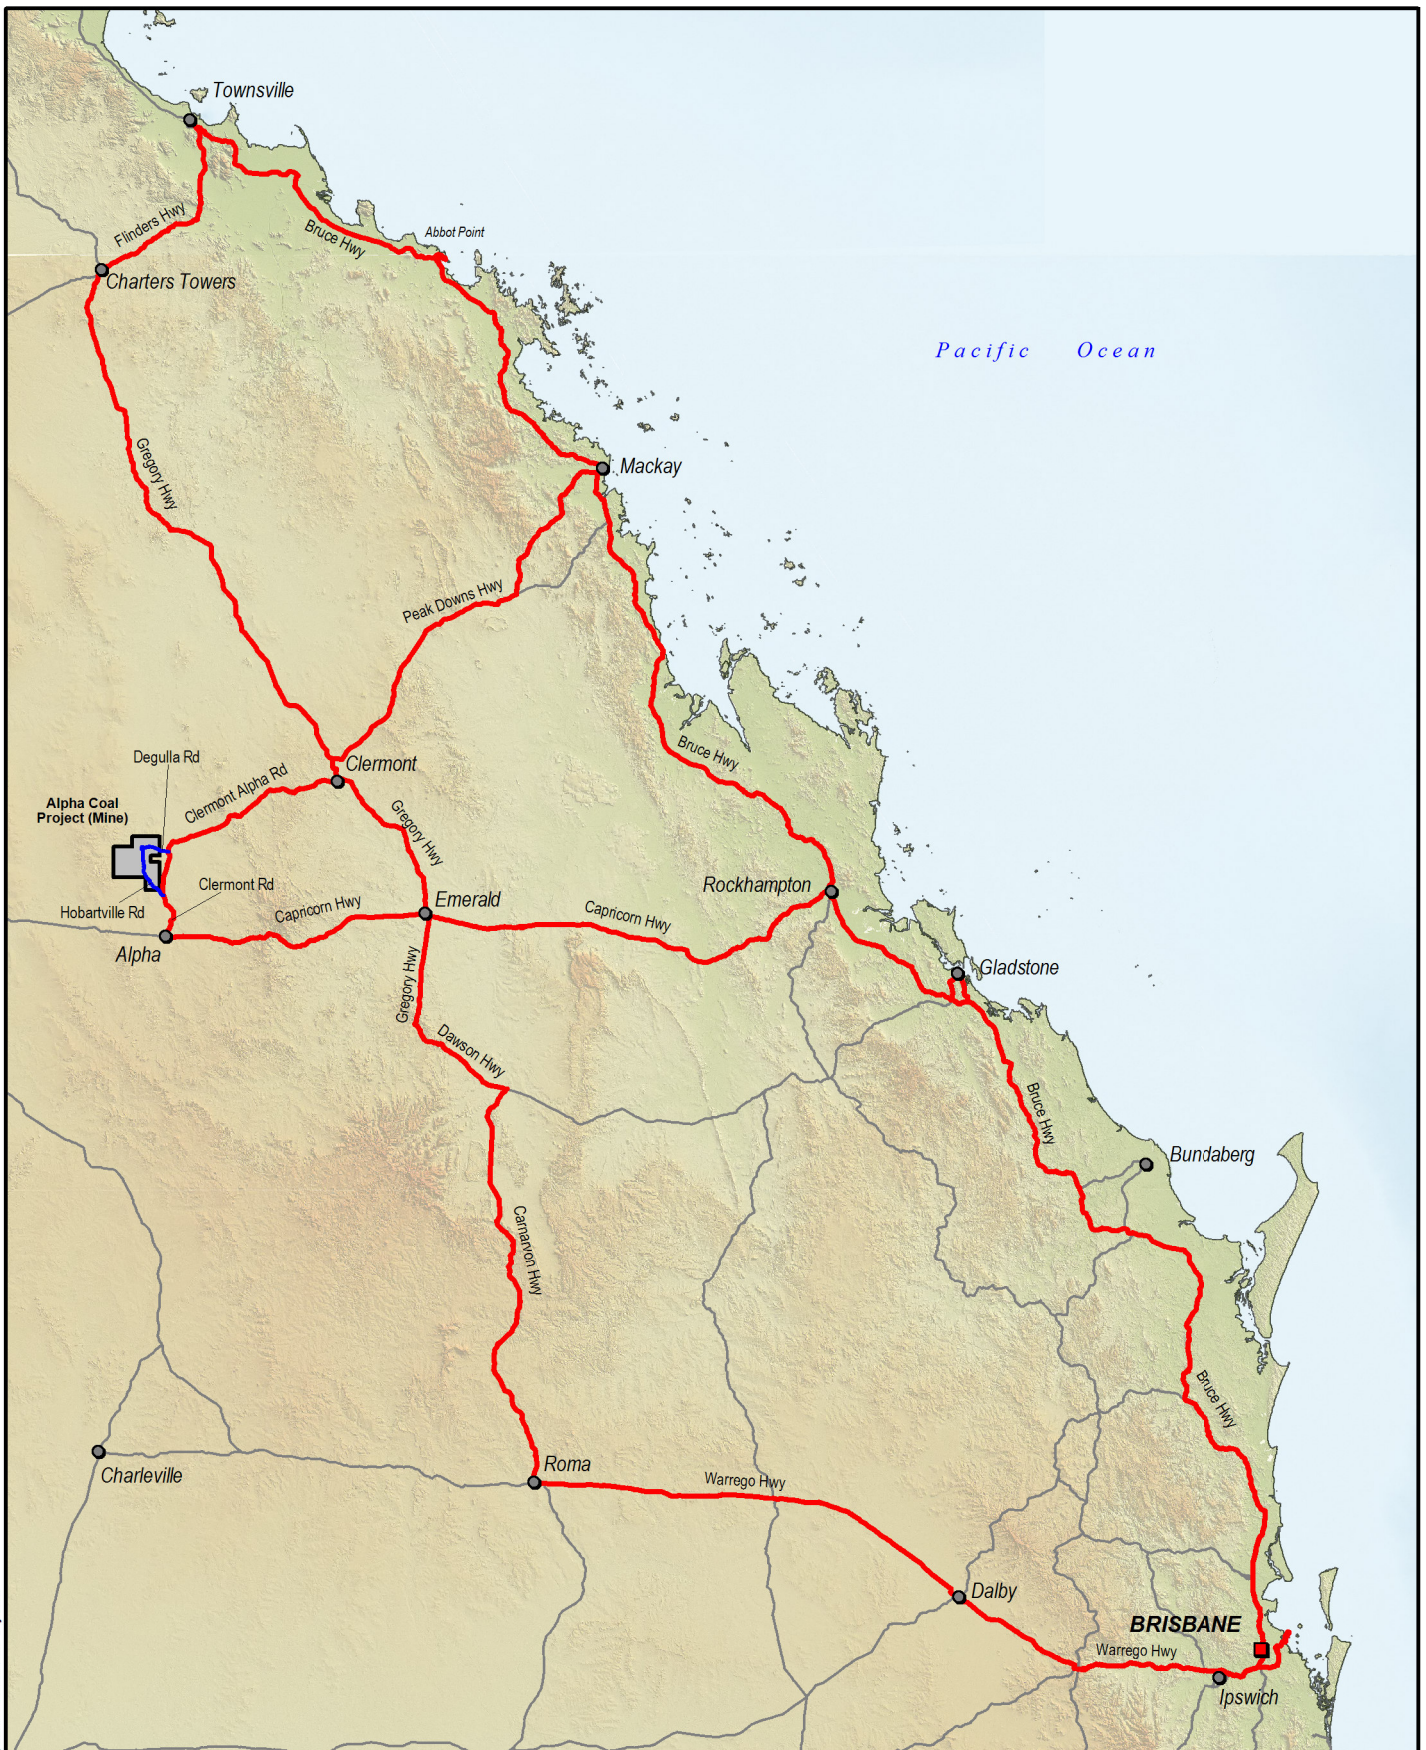 Townsville
Flinders Hwy
Bruce Hwy
Abbot Point
Charters Towers
Pacific Ocean
Gregory Hwy
Mackay
Peak Downs Hwy
Bruce Hwy
Degulla Rd
Clermont
Clermont Alpha Rd
Alpha Coal
Project (Mine)
Gregory Hwy
Clermont Rd
Rockhampton
Hobartville Rd
Capricorn Hwy
Emerald
Capricorn Hwy
Alpha
Gladstone
Gregory Hwy
Dawson Hwy
Bruce Hwy
Bundaberg
Carnarvon Hwy
Bruce Hwy
Charleville
Roma
Warrego Hwy
Dalby
BRISBANE
Warrego Hwy
Ipswich